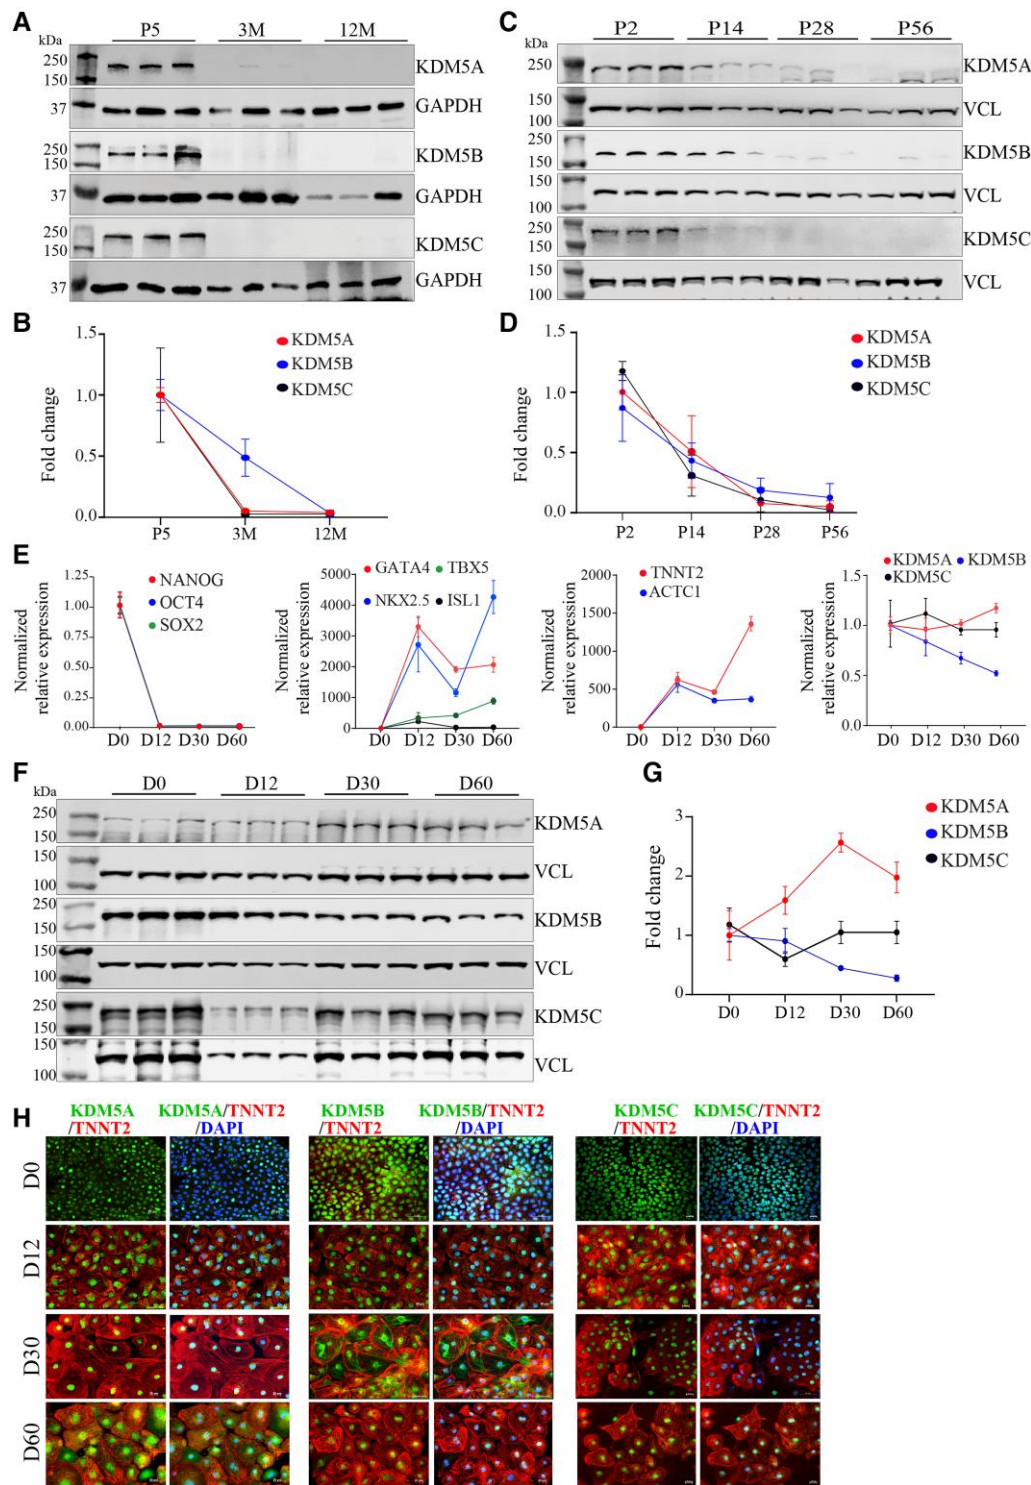 A
P5 3M 12M
kDa
250
150
KDM5A
37
GAPDH
250
150
KDM5B
37
GAPDH
250
150
KDM5C
37
GAPDH
C
P2 P14 P28 P56
kDa
250
KDM5A
150
100
VCL
250
150
KDM5B
150
100
VCL
250
150
KDM5C
150
100
VCL
B
Fold change
1.5
1.0
0.5
0.0
P5 3M 12M
KDM5A
KDM5B
KDM5C
D
Fold change
1.5
1.0
0.5
0.0
P2 P14 P28 P56
KDM5A
KDM5B
KDM5C
E
Normalized
relative expression
1.25
1.00
0.75
0.50
0.25
0.00
D0 D12 D30 D60
NANOG
OCT4
SOX2
Normalized
relative expression
5000
4000
3000
2000
1000
0
D0 D12 D30 D60
GATA4 TBX5
NKX2.5 ISL1
Normalized
relative expression
2000
1500
1000
500
0
D0 D12 D30 D60
TNNT2
ACTC1
Normalized
relative expression
1.5
1.0
0.5
0.0
D0 D12 D30 D60
KDM5A KDM5B
KDM5C
F
D0 D12 D30 D60
kDa
250
150
KDM5A
150
100
VCL
250
150
KDM5B
150
100
VCL
250
150
KDM5C
150
100
VCL
G
Fold change
3
2
1
0
D0 D12 D30 D60
KDM5A
KDM5B
KDM5C
H
KDM5A
/TNNT2
KDM5A/TNNT2
/DAPI
KDM5B
/TNNT2
KDM5B/TNNT2
/DAPI
KDM5C
/TNNT2
KDM5C/TNNT2
/DAPI
D0
D12
D30
D60